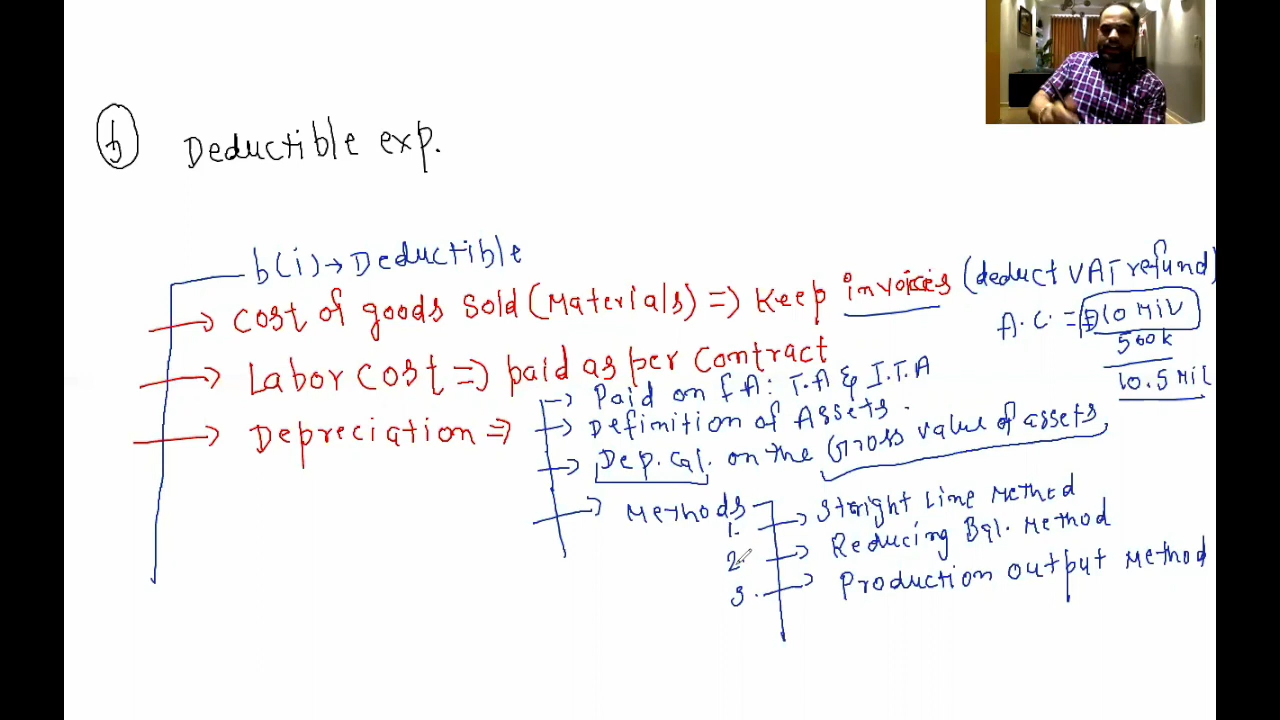 b
Deductible exp.
b(i)→ Deductible
→ Cost of goods Sold (Materials) => Keep invoices (deduct VAT refund)
A.C. = 10 Mil
500k
10.5 Mil
→ Labor Cost => paid as per Contract
→ Depreciation =>
→ Paid on FA: T.A & I.T.A
→ Definition of Assets.
→ Dep. Cal. on the Gross value of assets
→ Methods
1. → Straight Line Method
2. → Reducing Bal. Method
3. → Production output Method